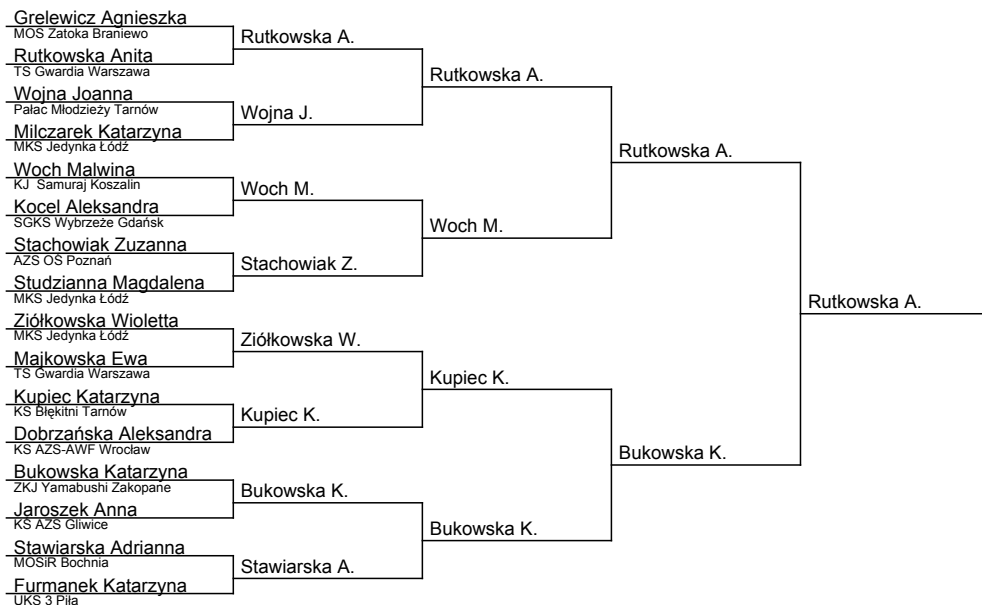 Grelewicz Agnieszka
MOS Zatoka Braniewo
Rutkowska Anita
TS Gwardia Warszawa
Wojna Joanna
Pałac Młodzieży Tarnów
Milczarek Katarzyna
MKS Jedynka Łódź
Woch Malwina
KJ Samuraj Koszalin
Kocel Aleksandra
SGKS Wybrzeże Gdańsk
Stachowiak Zuzanna
AZS OŚ Poznań
Studzianna Magdalena
MKS Jedynka Łódź
Ziółkowska Wioletta
MKS Jedynka Łódź
Majkowska Ewa
TS Gwardia Warszawa
Kupiec Katarzyna
KS Błękitni Tarnów
Dobrzańska Aleksandra
KS AZS-AWF Wrocław
Bukowska Katarzyna
ZKJ Yamabushi Zakopane
Jaroszek Anna
KS AZS Gliwice
Stawiarska Adrianna
MOSiR Bochnia
Furmanek Katarzyna
UKS 3 Piła
Rutkowska A.
Wojna J.
Woch M.
Stachowiak Z.
Ziółkowska W.
Kupiec K.
Bukowska K.
Stawiarska A.
Rutkowska A.
Woch M.
Kupiec K.
Bukowska K.
Rutkowska A.
Bukowska K.
Rutkowska A.